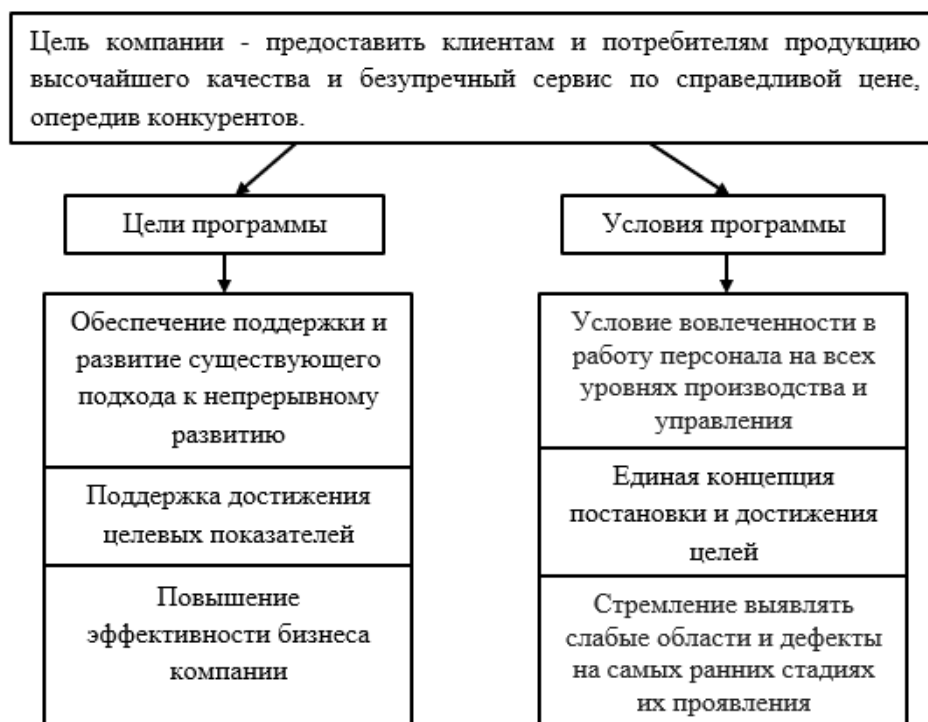 Цель компании - предоставить клиентам и потребителям продукцию
высочайшего качества и безупречный сервис по справедливой цене,
опередив конкурентов.
Цели программы
Обеспечение поддержки и
развитие существующего
подхода к непрерывному
развитию
Поддержка достижения
целевых показателей
Повышение
эффективности бизнеса
компании
Условия программы
Условие вовлеченности в
работу персонала на всех
уровнях производства и
управления
Единая концепция
постановки и достижения
целей
Стремление выявлять
слабые области и дефекты
на самых ранних стадиях
их проявления